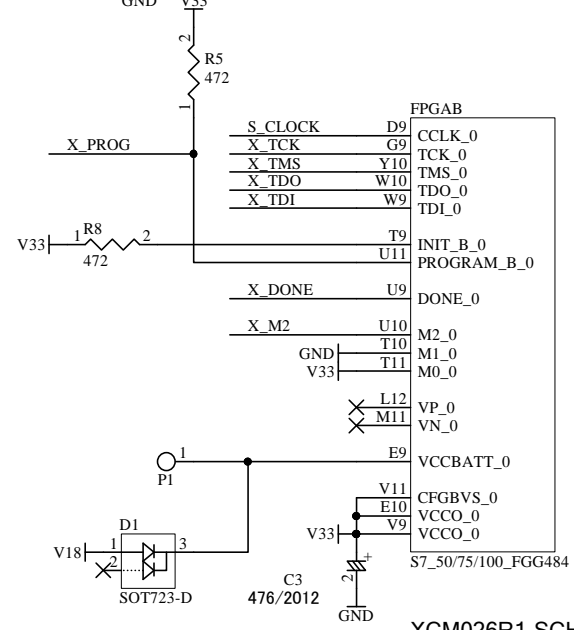 GND V33
2
R5
472
1
FPGAB
X_PROG
S_CLOCK D9 CCLK_0
X_TCK G9 TCK_0
X_TMS Y10 TMS_0
X_TDO W10 TDO_0
X_TDI W9 TDI_0
V33 1 R8 2 T9 INIT_B_0
472
U11 PROGRAM_B_0
X_DONE U9 DONE_0
X_M2 U10 M2_0
GND T10 M1_0
V33 T11 M0_0
L12 VP_0
M11 VN_0
1 E9 VCCBATT_0
P1
V11 CFGBVS_0
E10 VCCO_0
V33 V9 VCCO_0
D1
V18 1 3
2
SOT723-D
+
C3
476/2012
2
GND
S7_50/75/100_FGG484